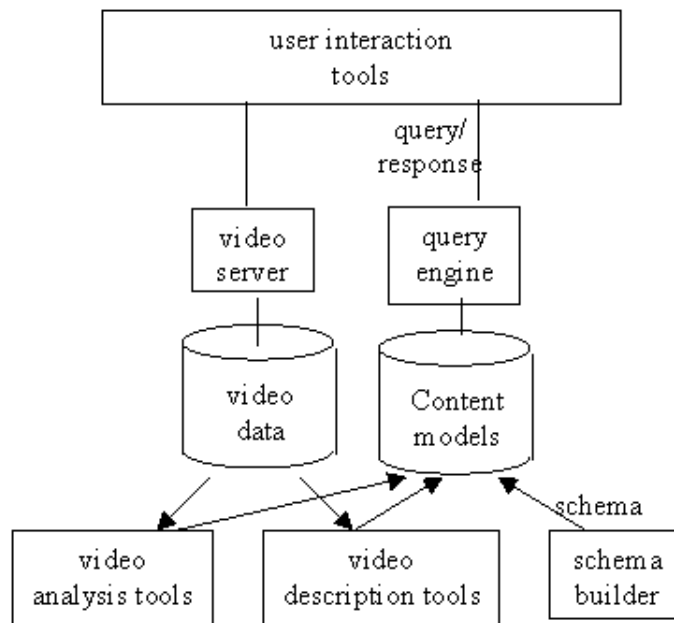 user interaction
tools
query/
response
video
server
query
engine
video
data
Content
models
schema
video
analysis tools
video
description tools
schema
builder